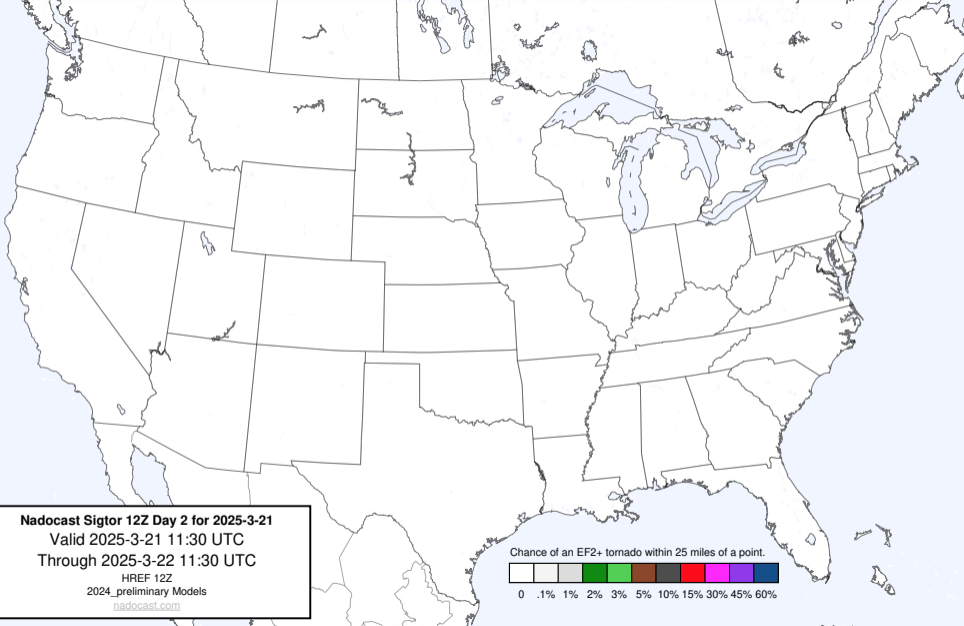 Nadocast Sigtor 12Z Day 2 for 2025-3-21
Valid 2025-3-21 11:30 UTC
Through 2025-3-22 11:30 UTC
HREF 12Z
2024_preliminary Models
nadocast.com
Chance of an EF2+ tornado within 25 miles of a point.
0 .1% 1% 2% 3% 5% 10% 15% 30% 45% 60%